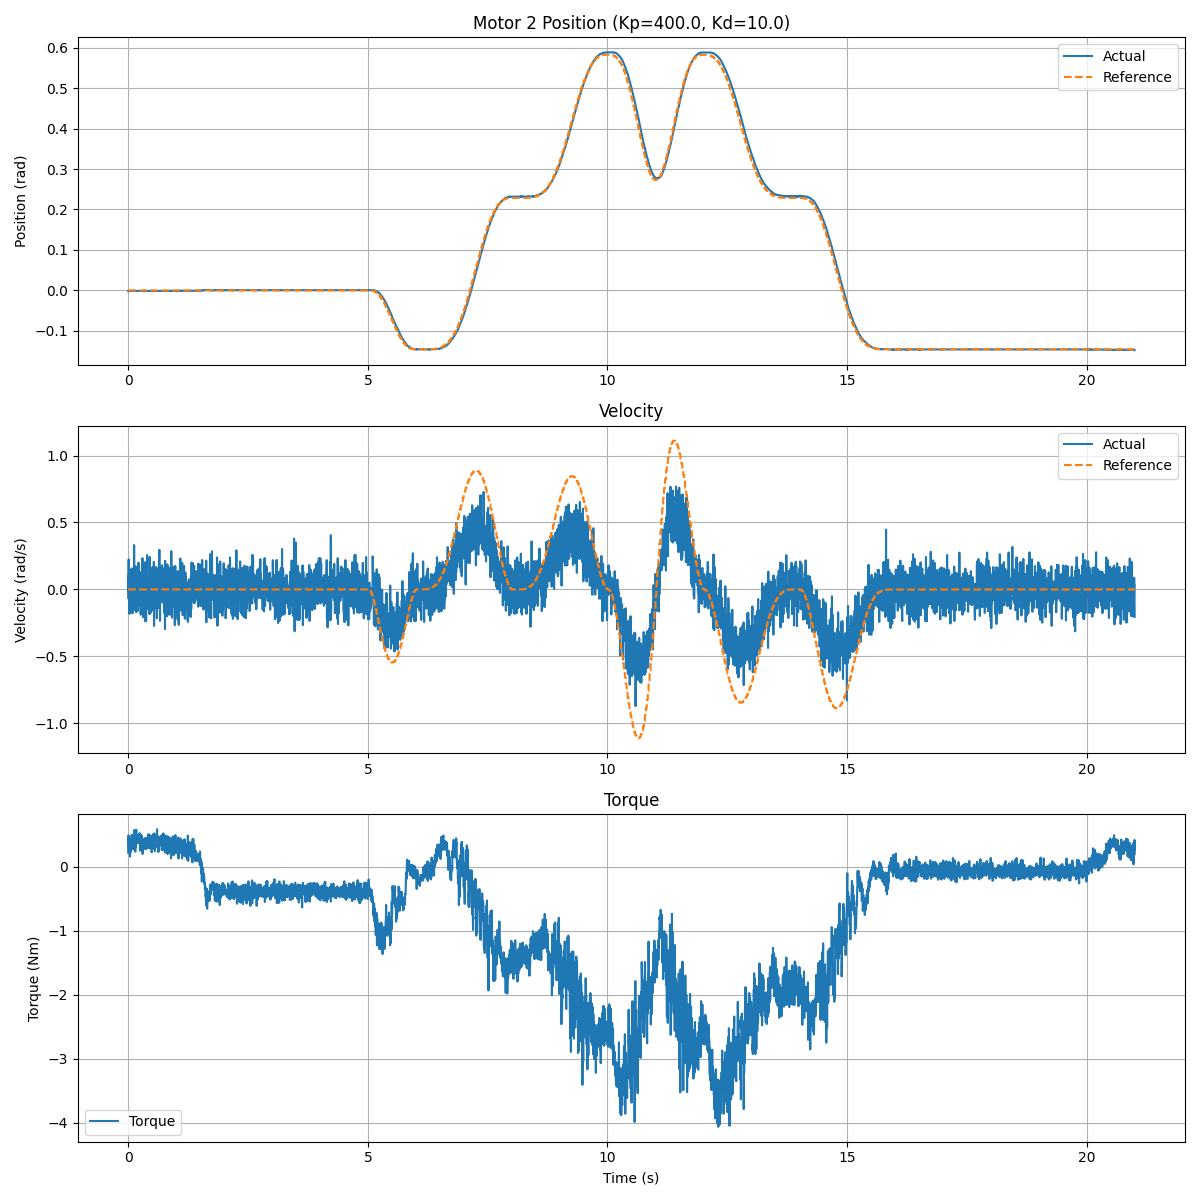 Motor 2 Position (Kp=400.0, Kd=10.0)
0.6
0.5
0.4
0.3
0.2
0.1
0.0
−0.1
Position (rad)
Actual
Reference
0 5 10 15 20
Velocity
1.0
0.5
0.0
−0.5
−1.0
Velocity (rad/s)
Actual
Reference
0 5 10 15 20
Torque
0
−1
−2
−3
−4
Torque (Nm)
Torque
0 5 10 15 20
Time (s)